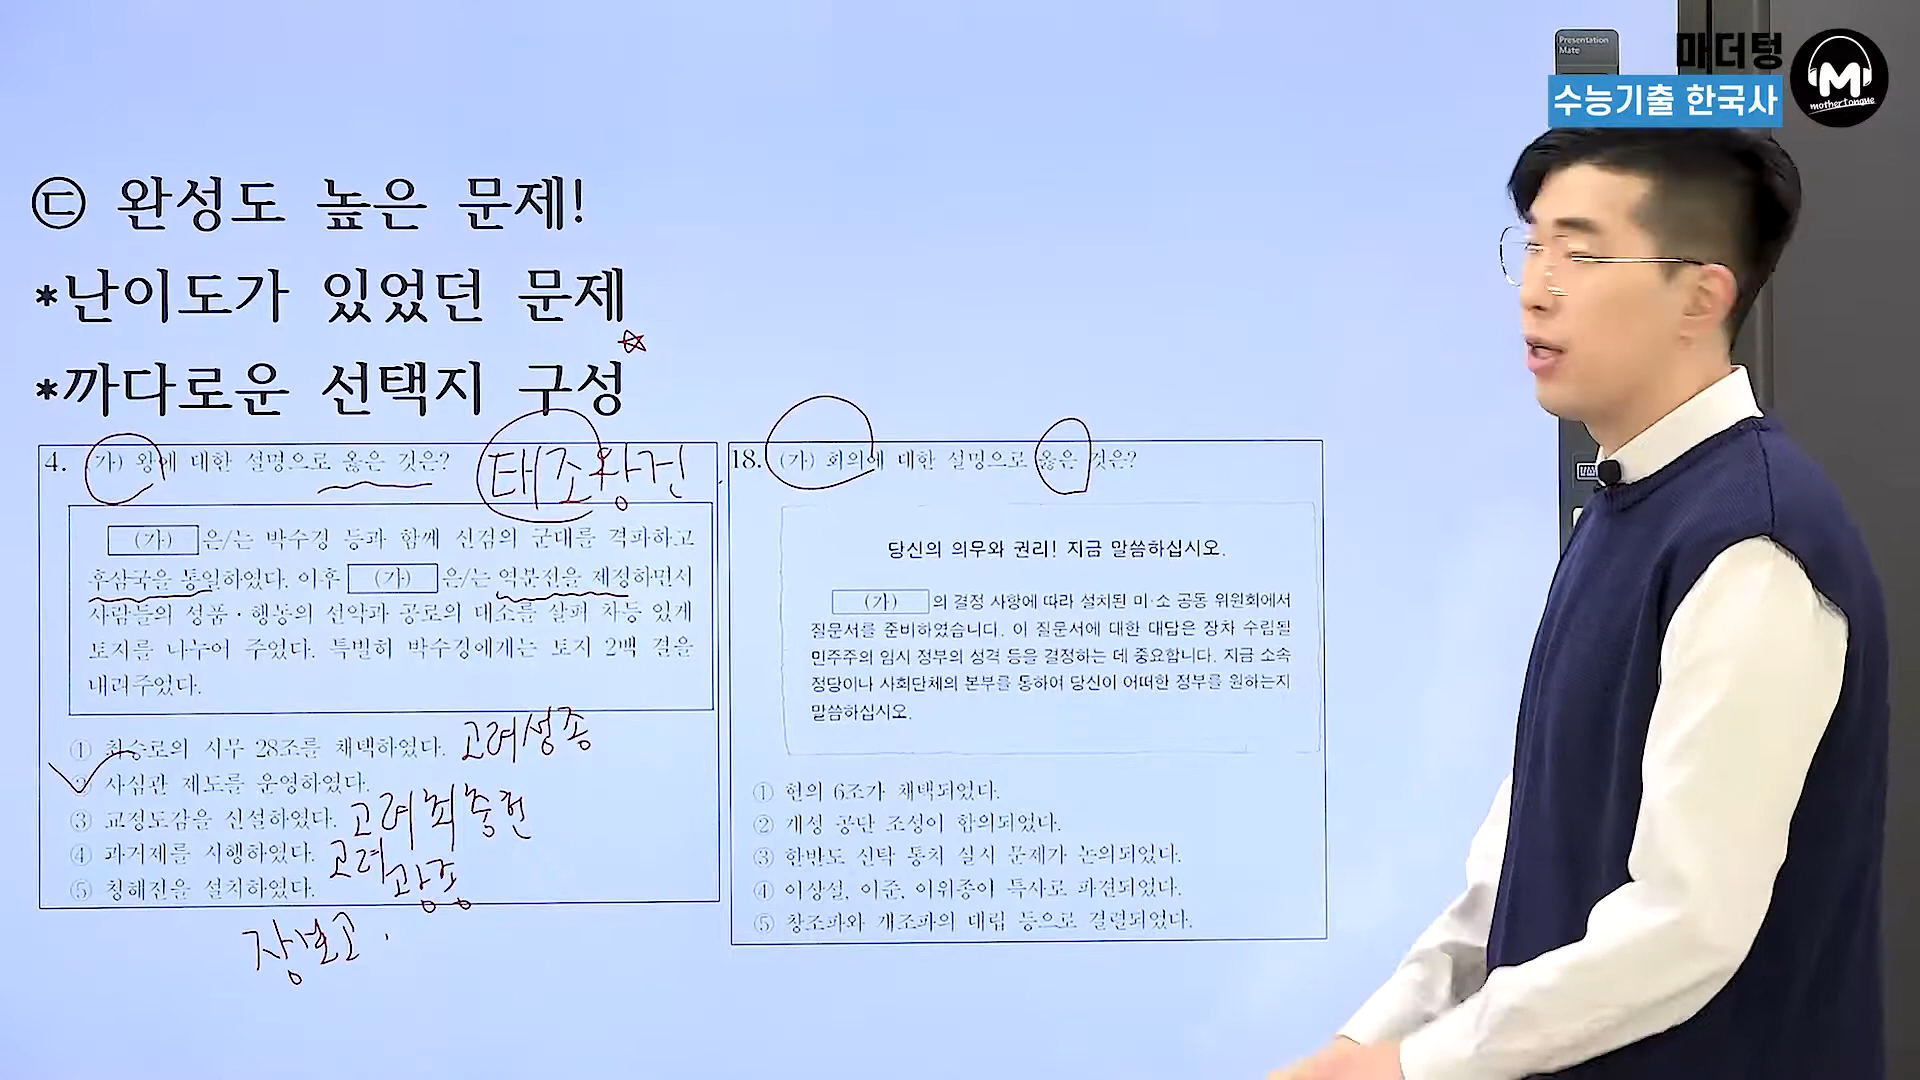 Presentation
Mate
매더텅
수능기출 한국사
M
mothertongue
㉢ 완성도 높은 문제!
*난이도가 있었던 문제
*까다로운 선택지 구성
4. (가) 왕에 대한 설명으로 옳은 것은?
태조왕건
(가) 은/는 박수경 등과 함께 신검의 군대를 격파하고
후삼국을 통일하였다. 이후 (가) 은/는 역분전을 제정하면서
사람들의 성품·행동의 선악과 공로의 대소를 살펴 차등 있게
토지를 나누어 주었다. 특별히 박수경에게는 토지 2백 결을
내려주었다.
① 최승로의 시무 28조를 채택하였다. 고려성종
② 사심관 제도를 운영하였다.
③ 교정도감을 신설하였다. 고려최충헌
④ 과거제를 시행하였다. 고려광종
⑤ 청해진을 설치하였다.
장보고
18. (가) 회의에 대한 설명으로 옳은 것은?
당신의 의무와 권리! 지금 말씀하십시오.
(가) 의 결정 사항에 따라 설치된 미·소 공동 위원회에서
질문서를 준비하였습니다. 이 질문서에 대한 대답은 장차 수립될
민주주의 임시 정부의 성격 등을 결정하는 데 중요합니다. 지금 소속
정당이나 사회단체의 본부를 통하여 당신이 어떠한 정부를 원하는지
말씀하십시오.
① 헌의 6조가 채택되었다.
② 개성 공단 조성이 합의되었다.
③ 한반도 신탁 통치 실시 문제가 논의되었다.
④ 이상설, 이준, 이위종이 특사로 파견되었다.
⑤ 창조파와 개조파의 대립 등으로 결렬되었다.